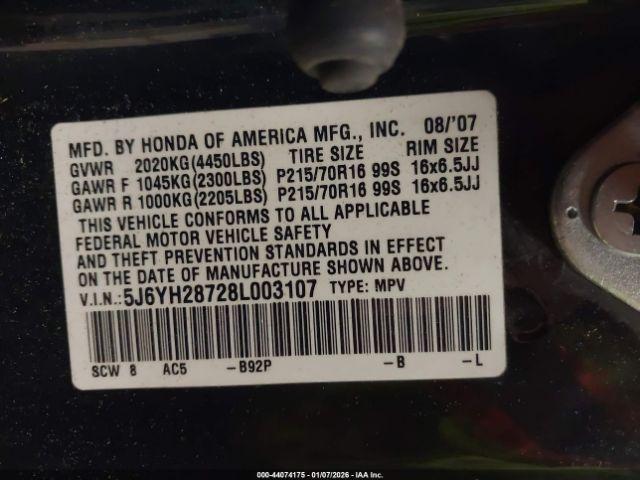 MFD. BY HONDA OF AMERICA MFG., INC. 08/'07
GVWR 2020KG(4450LBS) TIRE SIZE RIM SIZE
GAWR F 1045KG(2300LBS) P215/70R16 99S 16x6.5JJ
GAWR R 1000KG(2205LBS) P215/70R16 99S 16x6.5JJ
THIS VEHICLE CONFORMS TO ALL APPLICABLE
FEDERAL MOTOR VEHICLE SAFETY
AND THEFT PREVENTION STANDARDS IN EFFECT
ON THE DATE OF MANUFACTURE SHOWN ABOVE.
V.I.N.:5J6YH28728L003107 TYPE: MPV
SCW 8 AC5 -B92P -B -L
000-44074175 | 01/07/2026 | IAA Inc.